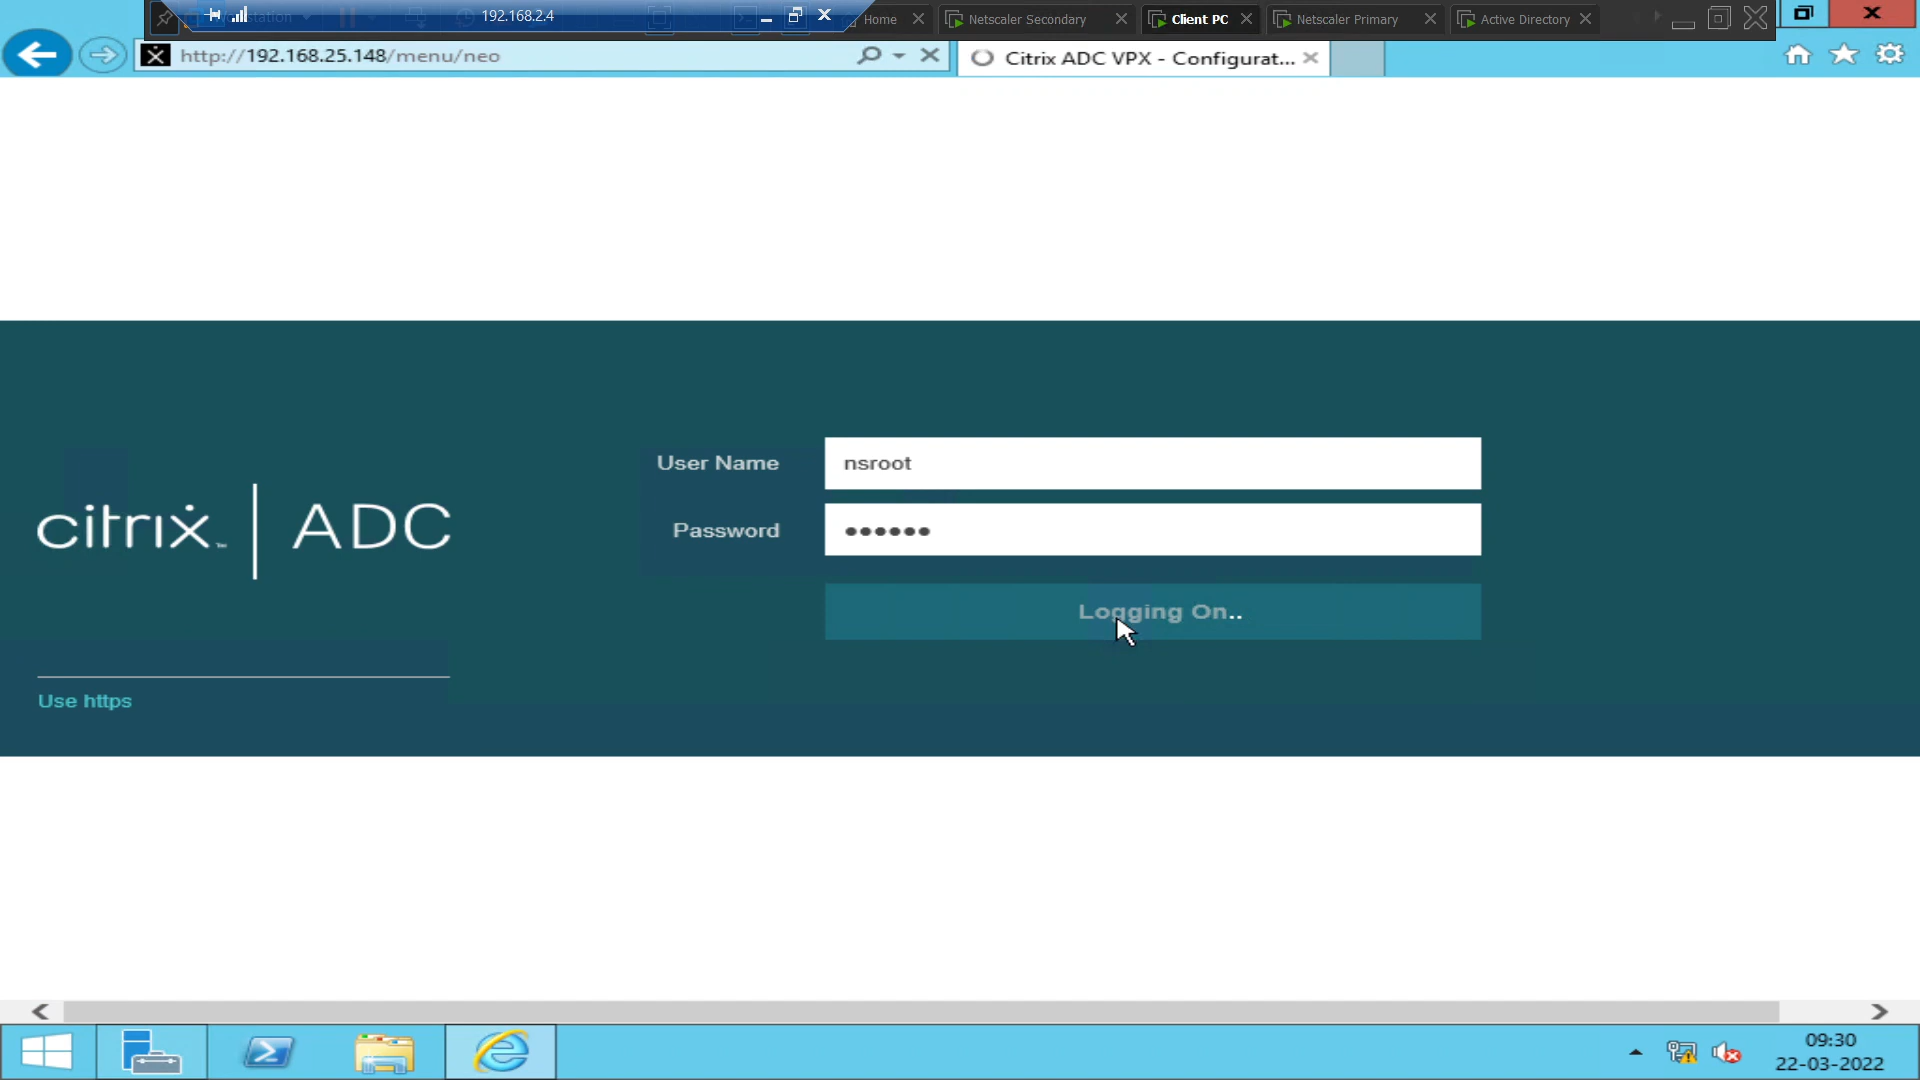 192.168.2.4
Home
Netscaler Secondary
Client PC
Netscaler Primary
Active Directory
http://192.168.25.148/menu/neo
Citrix ADC VPX - Configurat...
User Name
nsroot
citrix™ | ADC
Password
Logging On..
Use https
09:30
22-03-2022